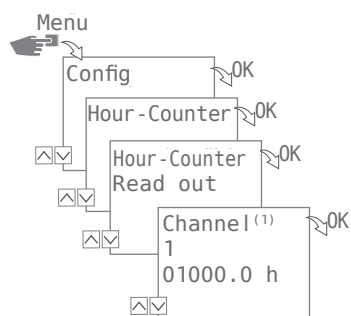 Menu
Config OK
Hour-Counter OK
Hour-Counter OK
Read out
Channel(1) OK
1
01000.0 h